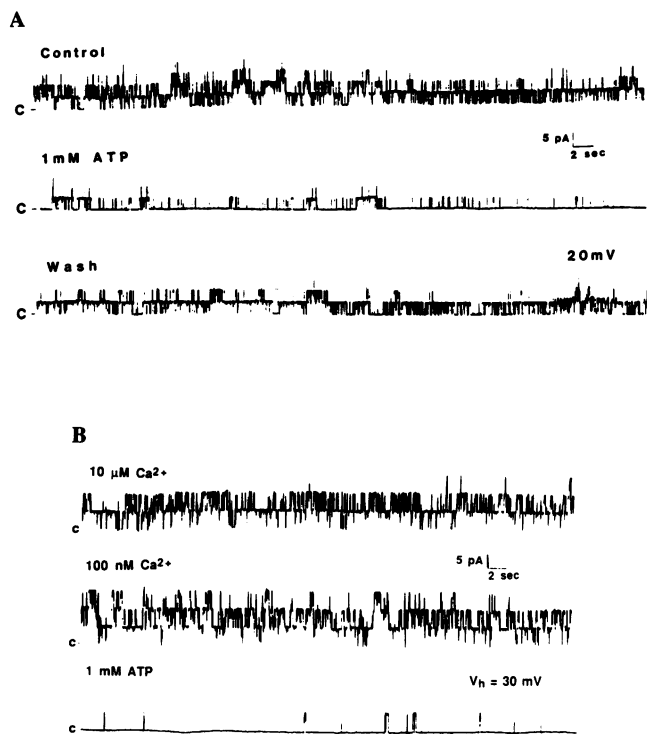 A
Control
C
5 pA
2 sec
1mM ATP
C
Wash
20mV
C
B
10 μM Ca2+
c
5 pA
2 sec
100 nM Ca2+
c
1 mM ATP
Vh = 30 mV
c